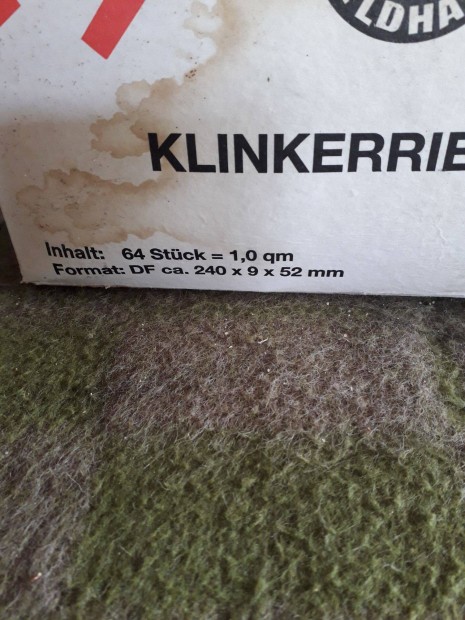 KLINKERRIE
Inhalt: 64 Stück = 1,0 qm
Format: DF ca. 240 x 9 x 52 mm